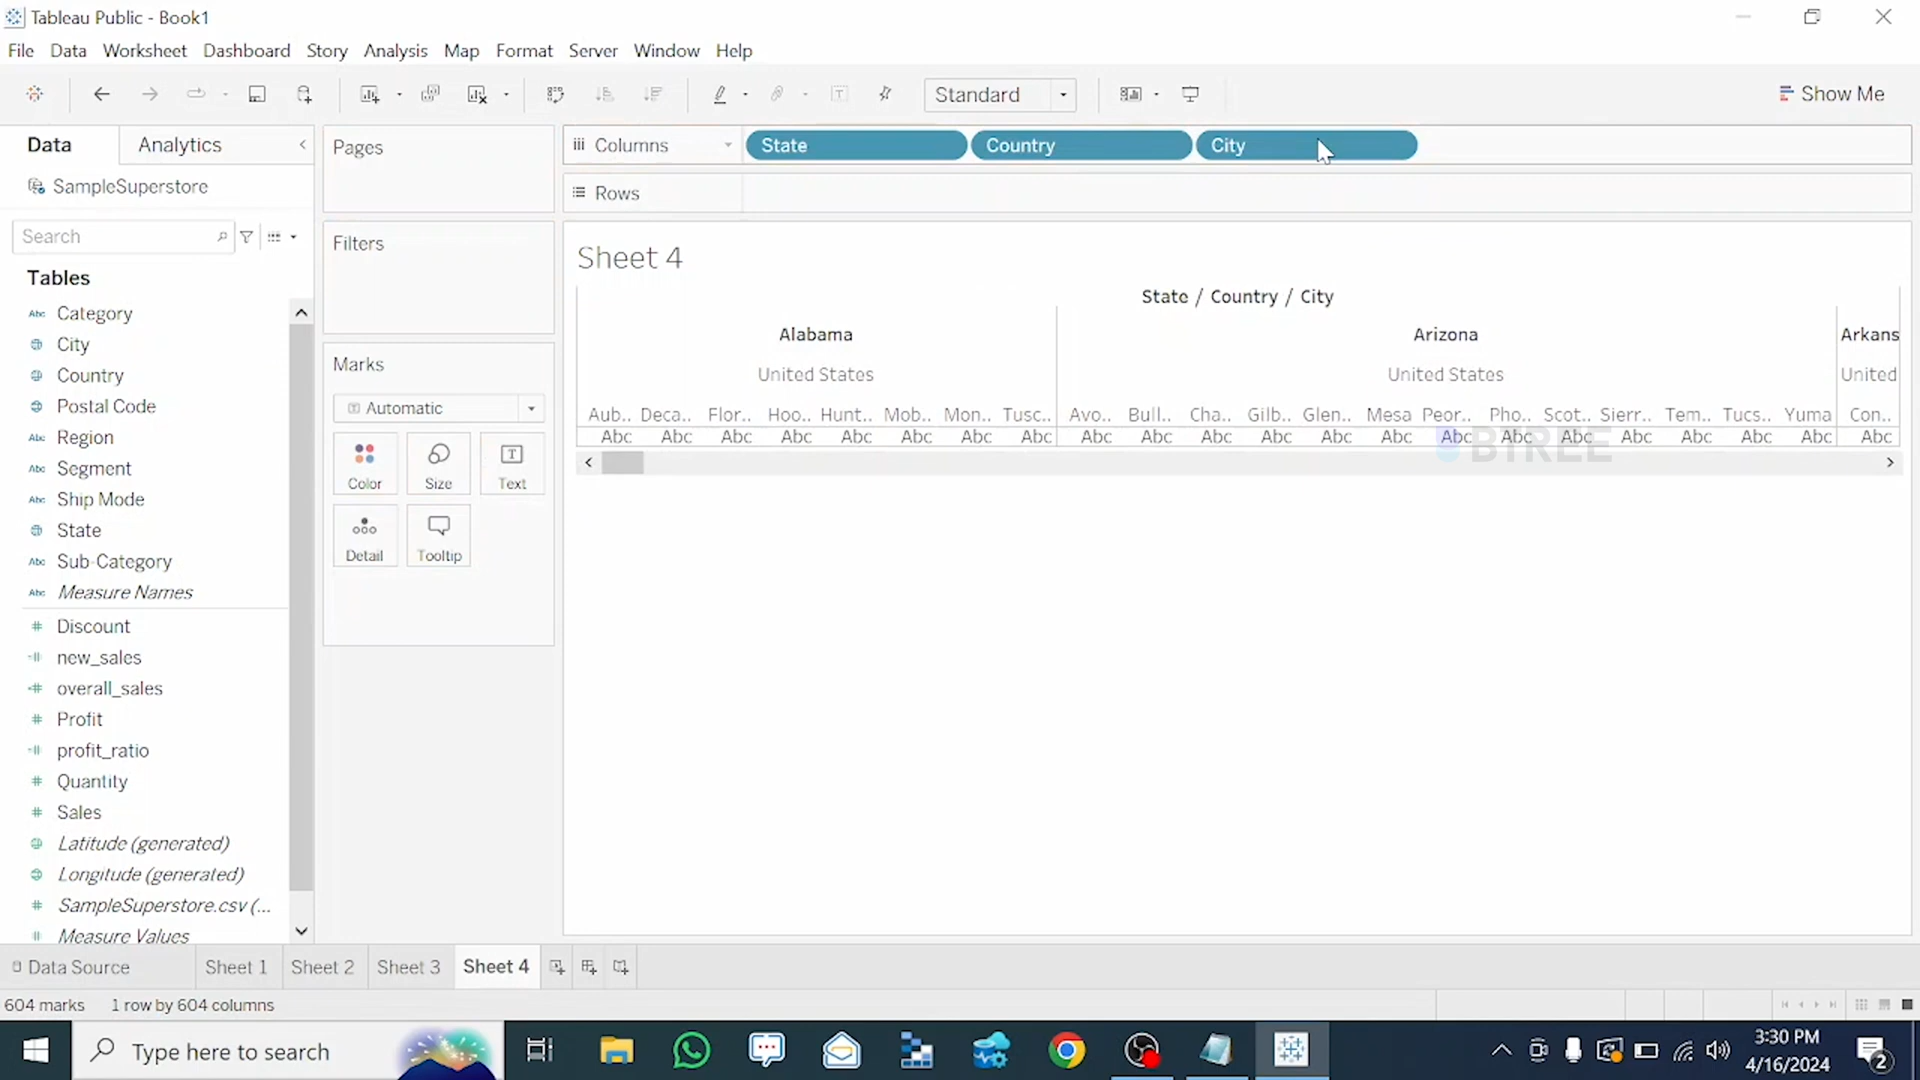 Tableau Public - Book1
File Data Worksheet Dashboard Story Analysis Map Format Server Window Help
Standard
Show Me
Data
Analytics
Pages
Columns
State
Country
City
SampleSuperstore
Rows
Search
Filters
Sheet 4
Tables
State / Country / City
Category
Alabama
Arizona
Arkans
City
Country
United States
United States
United
Marks
Postal Code
Automatic
Aub.. Deca.. Flor.. Hoo.. Hunt.. Mob.. Mon.. Tusc.. Avo.. Bull.. Cha.. Gilb.. Glen.. Mesa Peor.. Pho.. Scot.. Sierr.. Tem.. Tucs.. Yuma Con..
Region
Abc Abc Abc Abc Abc Abc Abc Abc Abc Abc Abc Abc Abc Abc Abc Abc Abc Abc Abc Abc Abc Abc
BTREE
Abc Segment
Color
Size
Text
Abc Ship Mode
State
Detail
Tooltip
Abc Sub-Category
Abc Measure Names
Discount
new_sales
overall_sales
Profit
profit_ratio
Quantity
Sales
Latitude (generated)
Longitude (generated)
SampleSuperstore.csv (...
Measure Values
Data Source
Sheet 1
Sheet 2
Sheet 3
Sheet 4
604 marks
1 row by 604 columns
Type here to search
3:30 PM
4/16/2024
2